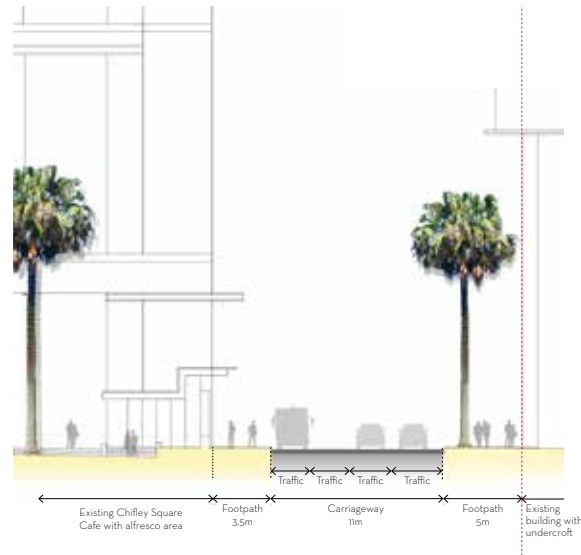 Traffic Traffic Traffic Traffic
Existing Chifley Square
Cafe with alfresco area
Footpath
3.5m
Carriageway
11m
Footpath
5m
Existing
building with
undercroft